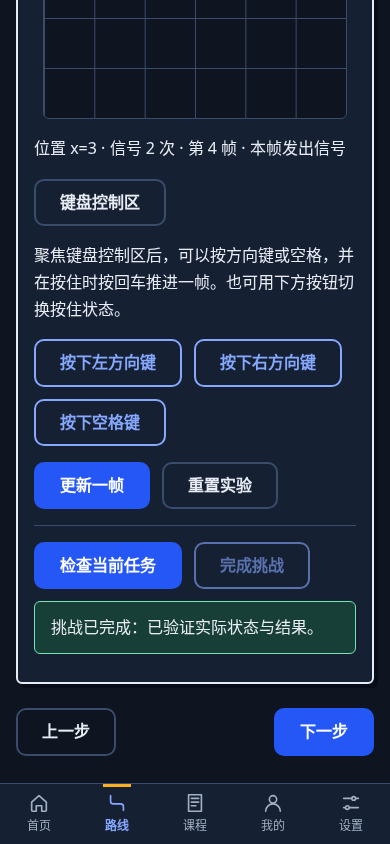 位置 x=3 · 信号 2 次 · 第 4 帧 · 本帧发出信号
键盘控制区
聚焦键盘控制区后，可以按方向键或空格，并
在按住时按回车推进一帧。也可用下方按钮切
换按住状态。
按下左方向键 按下右方向键
按下空格键
更新一帧 重置实验
检查当前任务 完成挑战
挑战已完成：已验证实际状态与结果。
上一步 下一步
首页 路线 课程 我的 设置